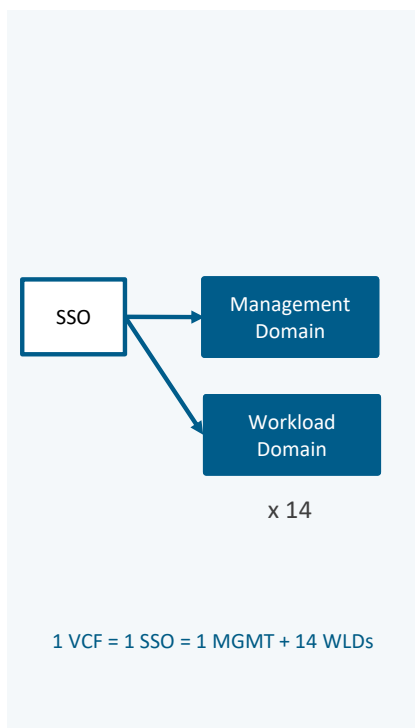 SSO
Management
Domain
Workload
Domain
x 14
1 VCF = 1 SSO = 1 MGMT + 14 WLDs